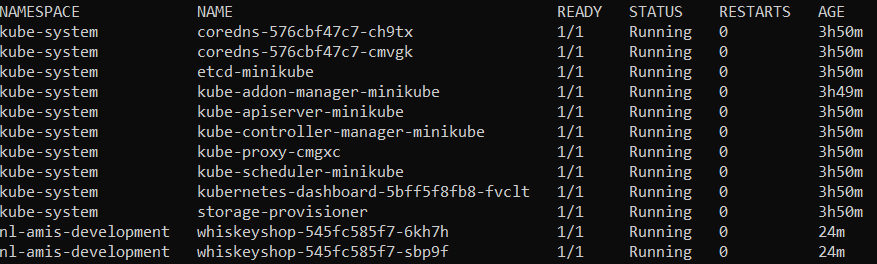 NAMESPACE NAME READY STATUS RESTARTS AGE
kube-system coredns-576cbf47c7-ch9tx 1/1 Running 0 3h50m
kube-system coredns-576cbf47c7-cmvgk 1/1 Running 0 3h50m
kube-system etcd-minikube 1/1 Running 0 3h50m
kube-system kube-addon-manager-minikube 1/1 Running 0 3h49m
kube-system kube-apiserver-minikube 1/1 Running 0 3h50m
kube-system kube-controller-manager-minikube 1/1 Running 0 3h50m
kube-system kube-proxy-cmgxc 1/1 Running 0 3h50m
kube-system kube-scheduler-minikube 1/1 Running 0 3h50m
kube-system kubernetes-dashboard-5bff5f8fb8-fvclt 1/1 Running 0 3h50m
kube-system storage-provisioner 1/1 Running 0 3h50m
nl-amis-development whiskeyshop-545fc585f7-6kh7h 1/1 Running 0 24m
nl-amis-development whiskeyshop-545fc585f7-sbp9f 1/1 Running 0 24m